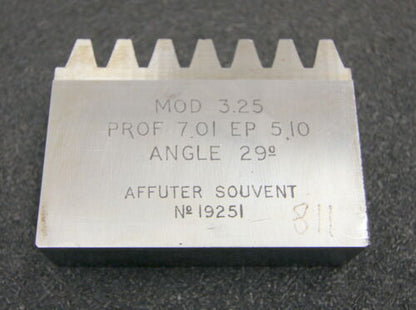 MOD 3.25
PROF 7.01 EP 5.10
ANGLE 29º
AFFUTER SOUVENT
Nº 19251
811